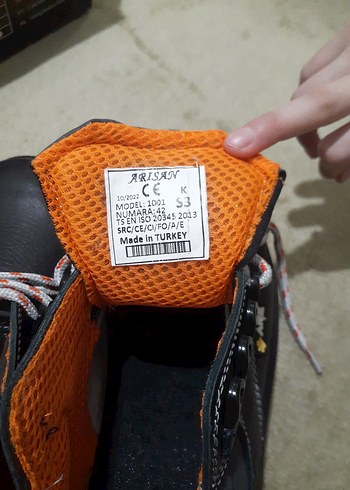 ARISAN
10/2022 CE K
MODEL: 1001 S3
NUMARA: 42
TS EN ISO 20345 2013
SRC/CE/CI/FO/A/E
Made in TURKEY